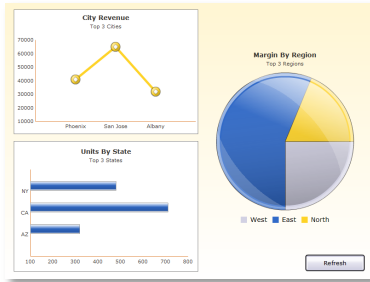 City Revenue
Top 3 Cities
70000
60000
50000
40000
30000
20000
10000
Phoenix San Jose Albany
Units By State
Top 3 States
NY
CA
AZ
100 200 300 400 500 600 700 800
Margin By Region
Top 3 Regions
West East North
Refresh